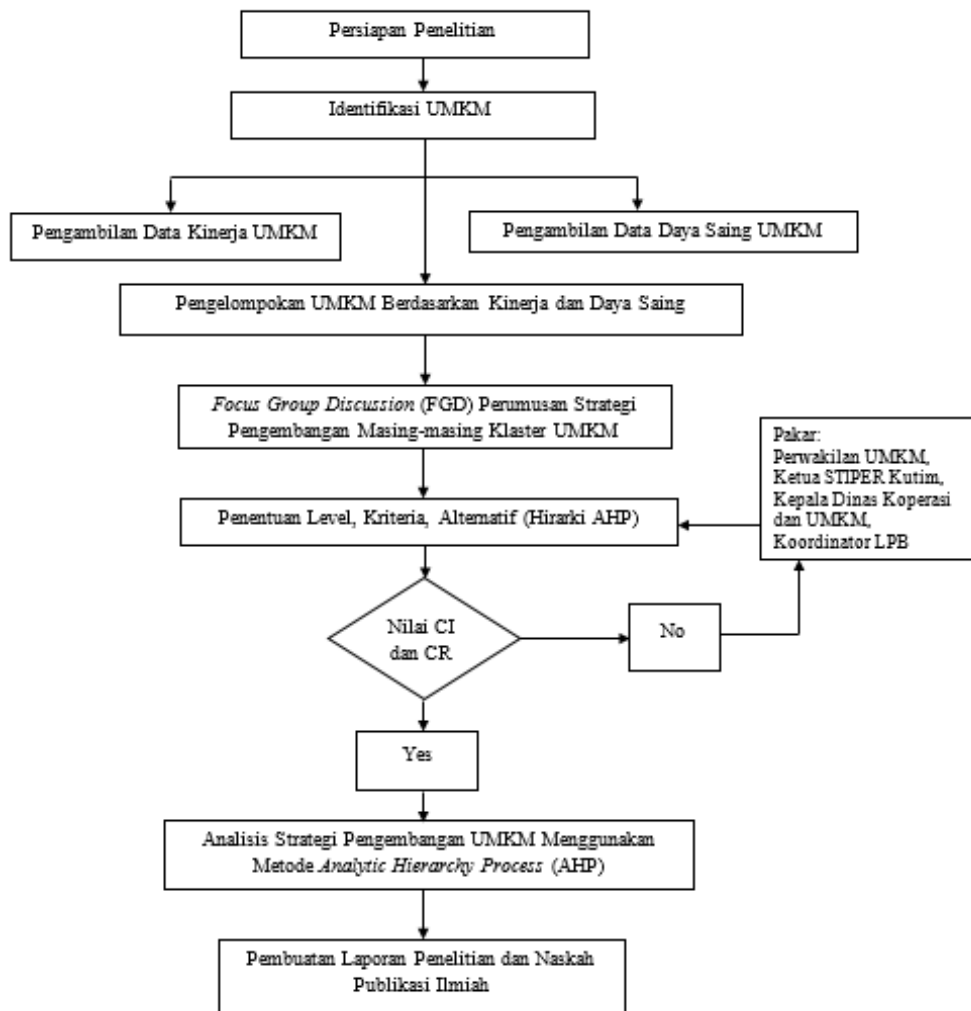 Persiapan Penelitian
Identifikasi UMKM
Pengambilan Data Kinerja UMKM
Pengambilan Data Daya Saing UMKM
Pengelompokan UMKM Berdasarkan Kinerja dan Daya Saing
Focus Group Discussion (FGD) Perumusan Strategi
Pengembangan Masing-masing Klaster UMKM
Pakar:
Perwakilan UMKM,
Ketua STIPER Kutim,
Kepala Dinas Koperasi
dan UMKM,
Koordinator LPB
Penentuan Level, Kriteria, Alternatif (Hirarki AHP)
Nilai CI
dan CR
No
Yes
Analisis Strategi Pengembangan UMKM Menggunakan
Metode Analytic Hierarchy Process (AHP)
Pembuatan Laporan Penelitian dan Naskah
Publikasi Ilmiah